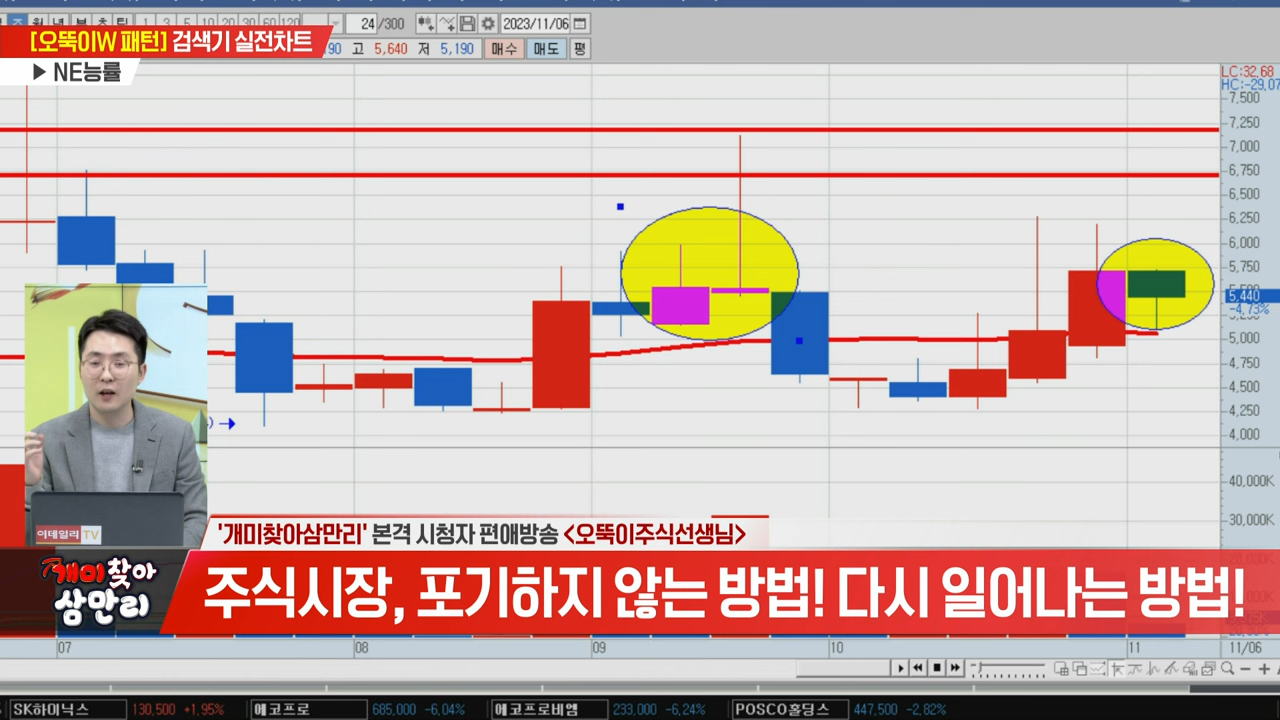 [오뚝이W 패턴] 검색기 실전차트
▶ NE능률
24 /300
2023/11/06
90 고 5,640 저 5,190 매수 매도 평
LC:32.68
HC:-29.07
7,500
7,250
7,000
6,750
6,500
6,250
6,000
5,750
5,440
-4.73%
5,000
4,750
4,500
4,250
4,000
40,000K
30,000K
이데일리 TV
'개미찾아삼만리' 본격 시청자 편애방송 <오뚝이주식선생님>
개미찾아
삼만리
주식시장, 포기하지 않는 방법! 다시 일어나는 방법!
07 08 09 10 11 11/06
SK하이닉스 130,500 +1.95% 에코프로 685,000 -6.04% 에코프로비엠 233,000 -6.24% POSCO홀딩스 447,500 -2.82%